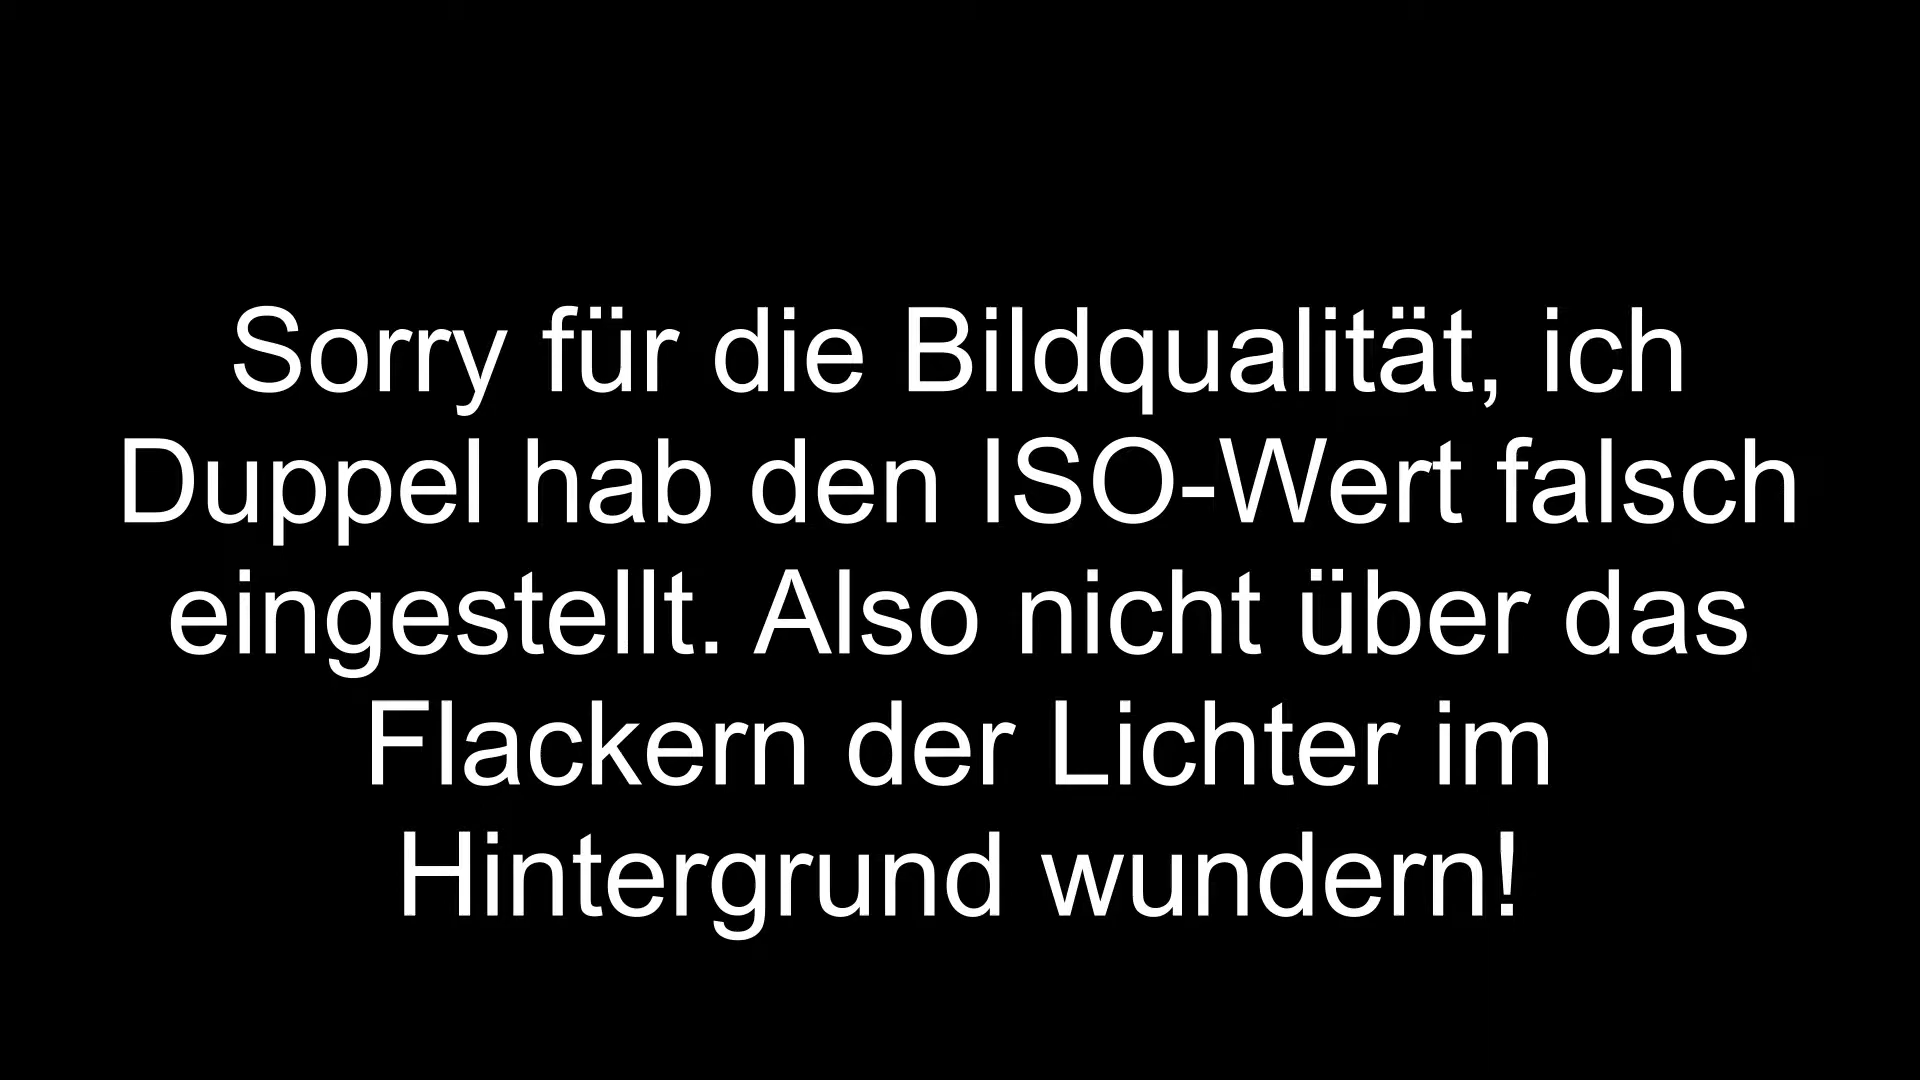 Sorry für die Bildqualität, ich
Duppel hab den ISO-Wert falsch
eingestellt. Also nicht über das
Flackern der Lichter im
Hintergrund wundern!